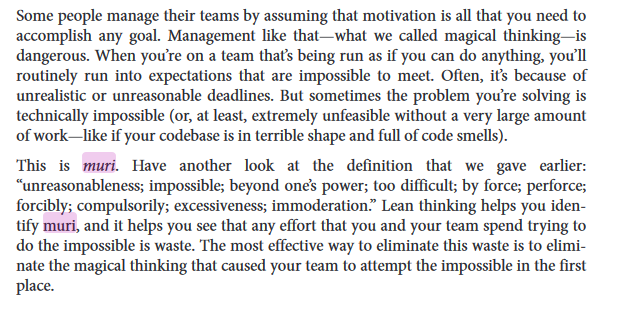 Some people manage their teams by assuming that motivation is all that you need to
accomplish any goal. Management like that—what we called magical thinking—is
dangerous. When you’re on a team that’s being run as if you can do anything, you’ll
routinely run into expectations that are impossible to meet. Often, it’s because of
unrealistic or unreasonable deadlines. But sometimes the problem you’re solving is
technically impossible (or, at least, extremely unfeasible without a very large amount
of work—like if your codebase is in terrible shape and full of code smells).
This is muri. Have another look at the definition that we gave earlier:
“unreasonableness; impossible; beyond one’s power; too difficult; by force; perforce;
forcibly; compulsorily; excessiveness; immoderation.” Lean thinking helps you iden-
tify muri, and it helps you see that any effort that you and your team spend trying to
do the impossible is waste. The most effective way to eliminate this waste is to elimi-
nate the magical thinking that caused your team to attempt the impossible in the first
place.